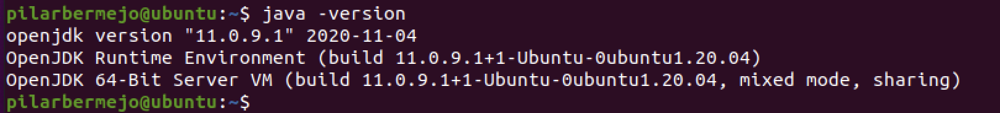 pilarbermejo@ubuntu:~$ java -version
openjdk version "11.0.9.1" 2020-11-04
OpenJDK Runtime Environment (build 11.0.9.1+1-Ubuntu-0ubuntu1.20.04)
OpenJDK 64-Bit Server VM (build 11.0.9.1+1-Ubuntu-0ubuntu1.20.04, mixed mode, sharing)
pilarbermejo@ubuntu:~$